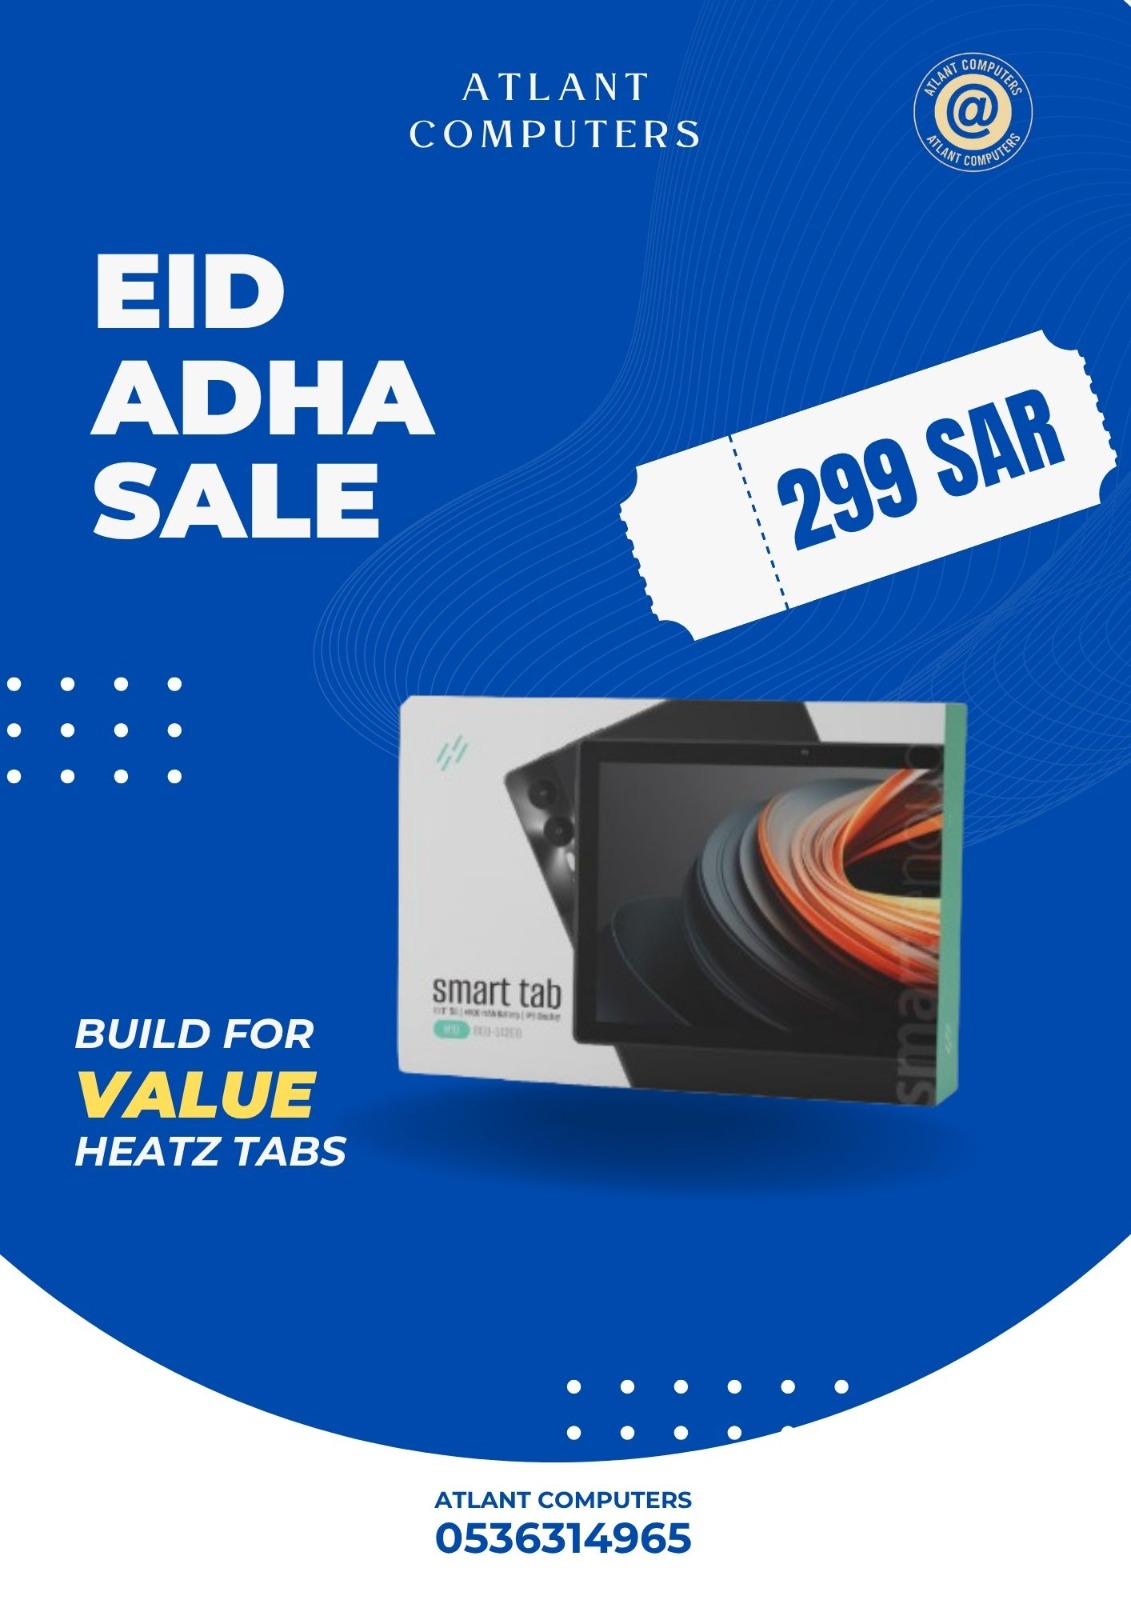 ATLANT
COMPUTERS
ATLANT COMPUTERS
@
ATLANT COMPUTERS
EID
ADHA
SALE
299 SAR
smart tab
BUILD FOR
VALUE
HEATZ TABS
ATLANT COMPUTERS
0536314965